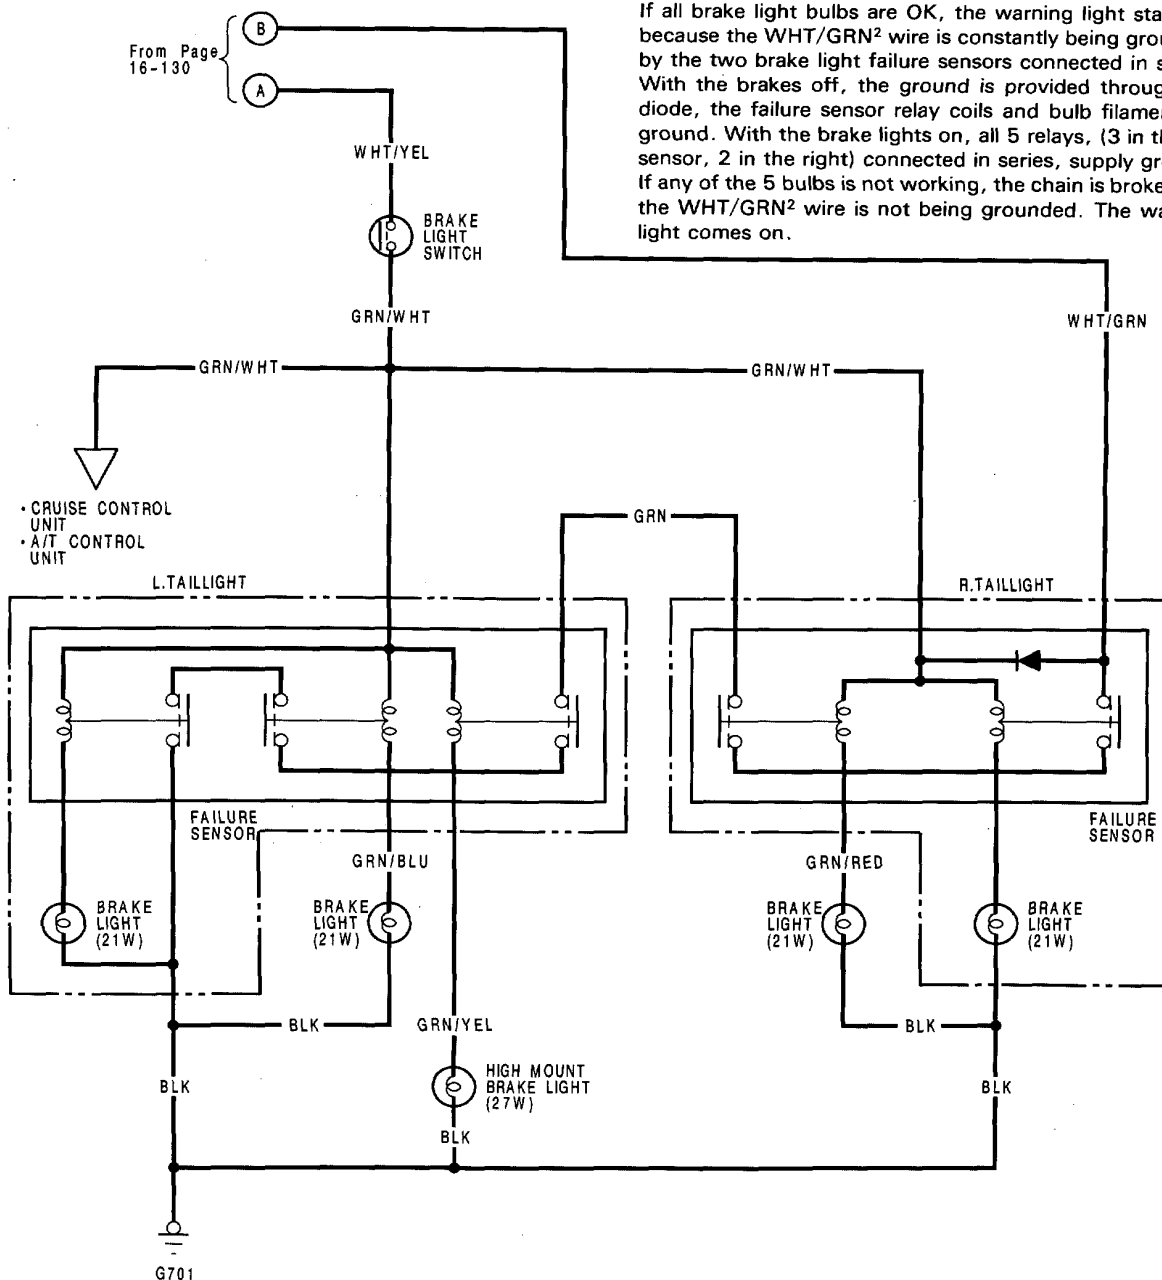 If all brake light bulbs are OK, the warning light sta
because the WHT/GRN² wire is constantly being grou
by the two brake light failure sensors connected in s
With the brakes off, the ground is provided throug
diode, the failure sensor relay coils and bulb filame
ground. With the brake lights on, all 5 relays, (3 in th
sensor, 2 in the right) connected in series, supply gr
If any of the 5 bulbs is not working, the chain is broke
the WHT/GRN² wire is not being grounded. The wa
light comes on.
B
From Page
16-130
A
WHT/YEL
BRAKE
LIGHT
SWITCH
GRN/WHT
WHT/GRN
GRN/WHT
GRN/WHT
• CRUISE CONTROL
UNIT
• A/T CONTROL
UNIT
GRN
L.TAILLIGHT
R.TAILLIGHT
FAILURE
SENSOR
FAILURE
SENSOR
GRN/BLU
GRN/RED
BRAKE
LIGHT
(21W)
BRAKE
LIGHT
(21W)
BRAKE
LIGHT
(21W)
BRAKE
LIGHT
(21W)
BLK
GRN/YEL
BLK
BLK
HIGH MOUNT
BRAKE LIGHT
(27W)
BLK
BLK
G701